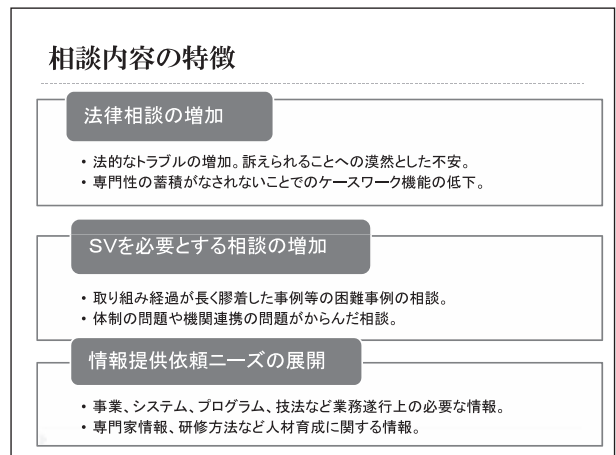 相談内容の特徴
法律相談の増加
・法的なトラブルの増加。訴えられることへの漠然とした不安。
・専門性の蓄積がなされないことでのケースワーク機能の低下。
SVを必要とする相談の増加
・取り組み経過が長く膠着した事例等の困難事例の相談。
・体制の問題や機関連携の問題がからんだ相談。
情報提供依頼ニーズの展開
・事業、システム、プログラム、技法など業務遂行上の必要な情報。
・専門家情報、研修方法など人材育成に関する情報。